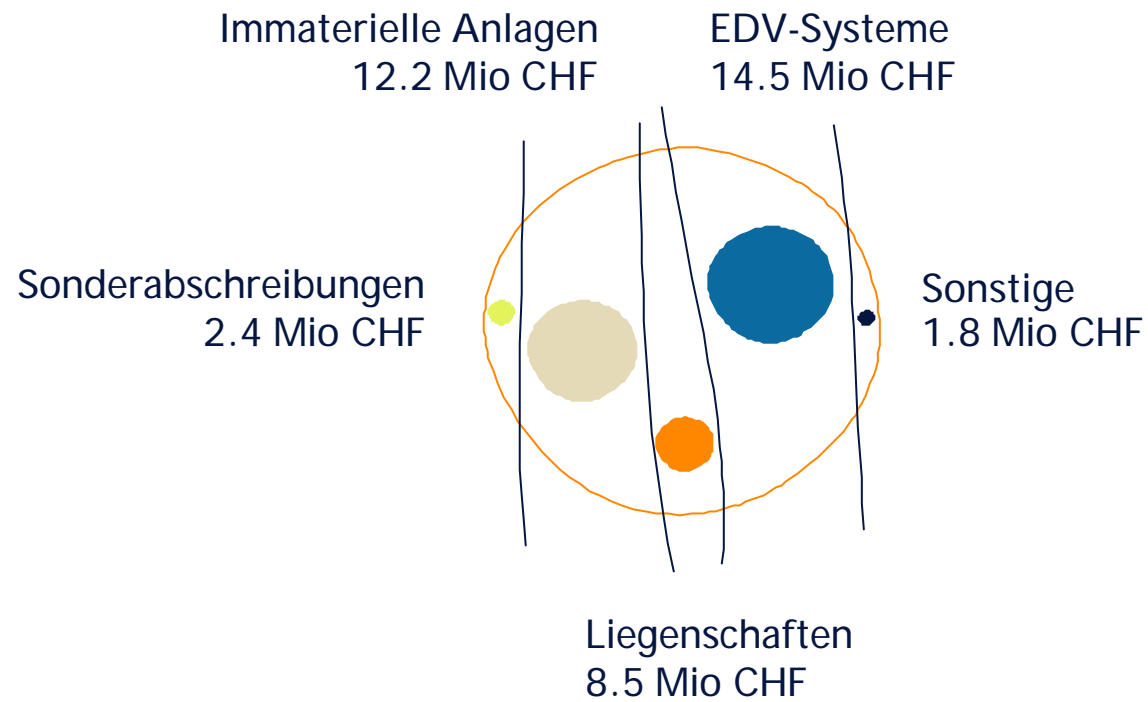 Immaterielle Anlagen
12.2 Mio CHF
EDV-Systeme
14.5 Mio CHF
Sonderabschreibungen
2.4 Mio CHF
Sonstige
1.8 Mio CHF
Liegenschaften
8.5 Mio CHF